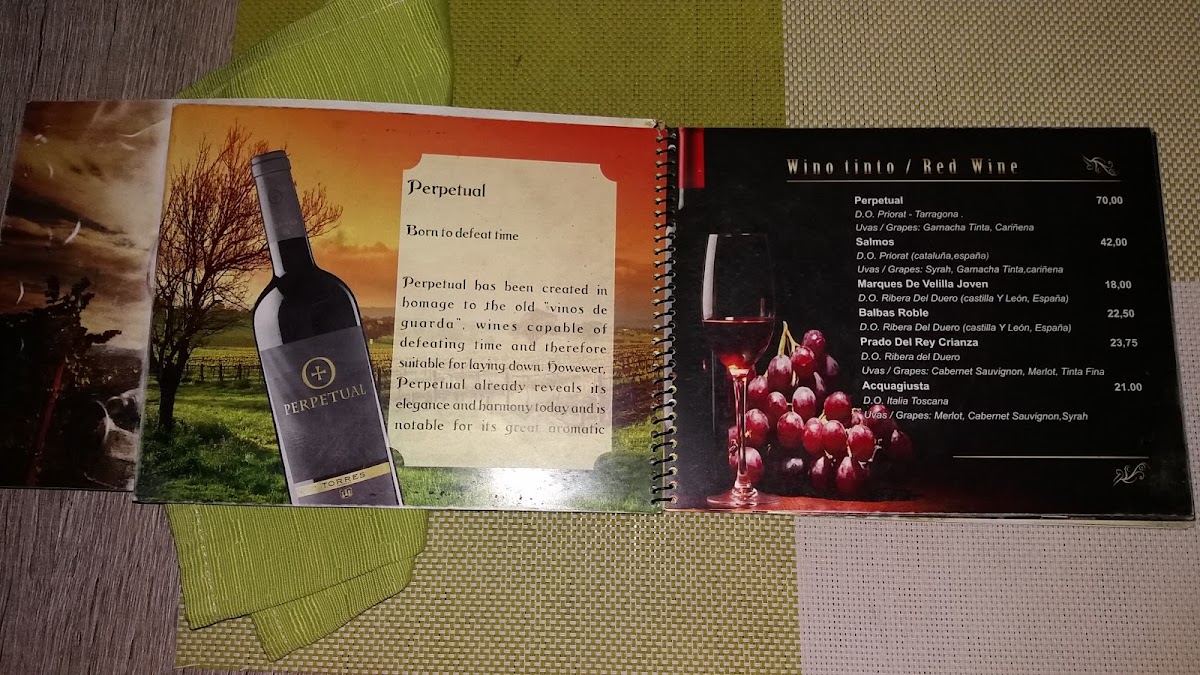 PERPETUAL
TORRES
Perpetual
Born to defeat time
Perpetual has been created in
homage to the old "vinos de
guarda", wines capable of
defeating time and therefore
suitable for laying down. Howewer,
Perpetual already reveals its
elegance and harmony today and is
notable for its great aromatic
Wino tinto / Red Wine
Perpetual 70,00
D.O. Priorat - Tarragona .
Uvas / Grapes: Garnacha Tinta, Cariñena
Salmos 42,00
D.O. Priorat (cataluña,españa)
Uvas / Grapes: Syrah, Garnacha Tinta,cariñena
Marques De Velilla Joven 18,00
D.O. Ribera Del Duero (castilla Y León, España)
Balbas Roble 22,50
D.O. Ribera Del Duero (castilla Y León, España)
Prado Del Rey Crianza 23,75
D.O. Ribera del Duero
Uvas / Grapes: Cabernet Sauvignon, Merlot, Tinta Fina
Acquagiusta 21.00
D.O. Italia Toscana
Uvas / Grapes: Merlot, Cabernet Sauvignon,Syrah